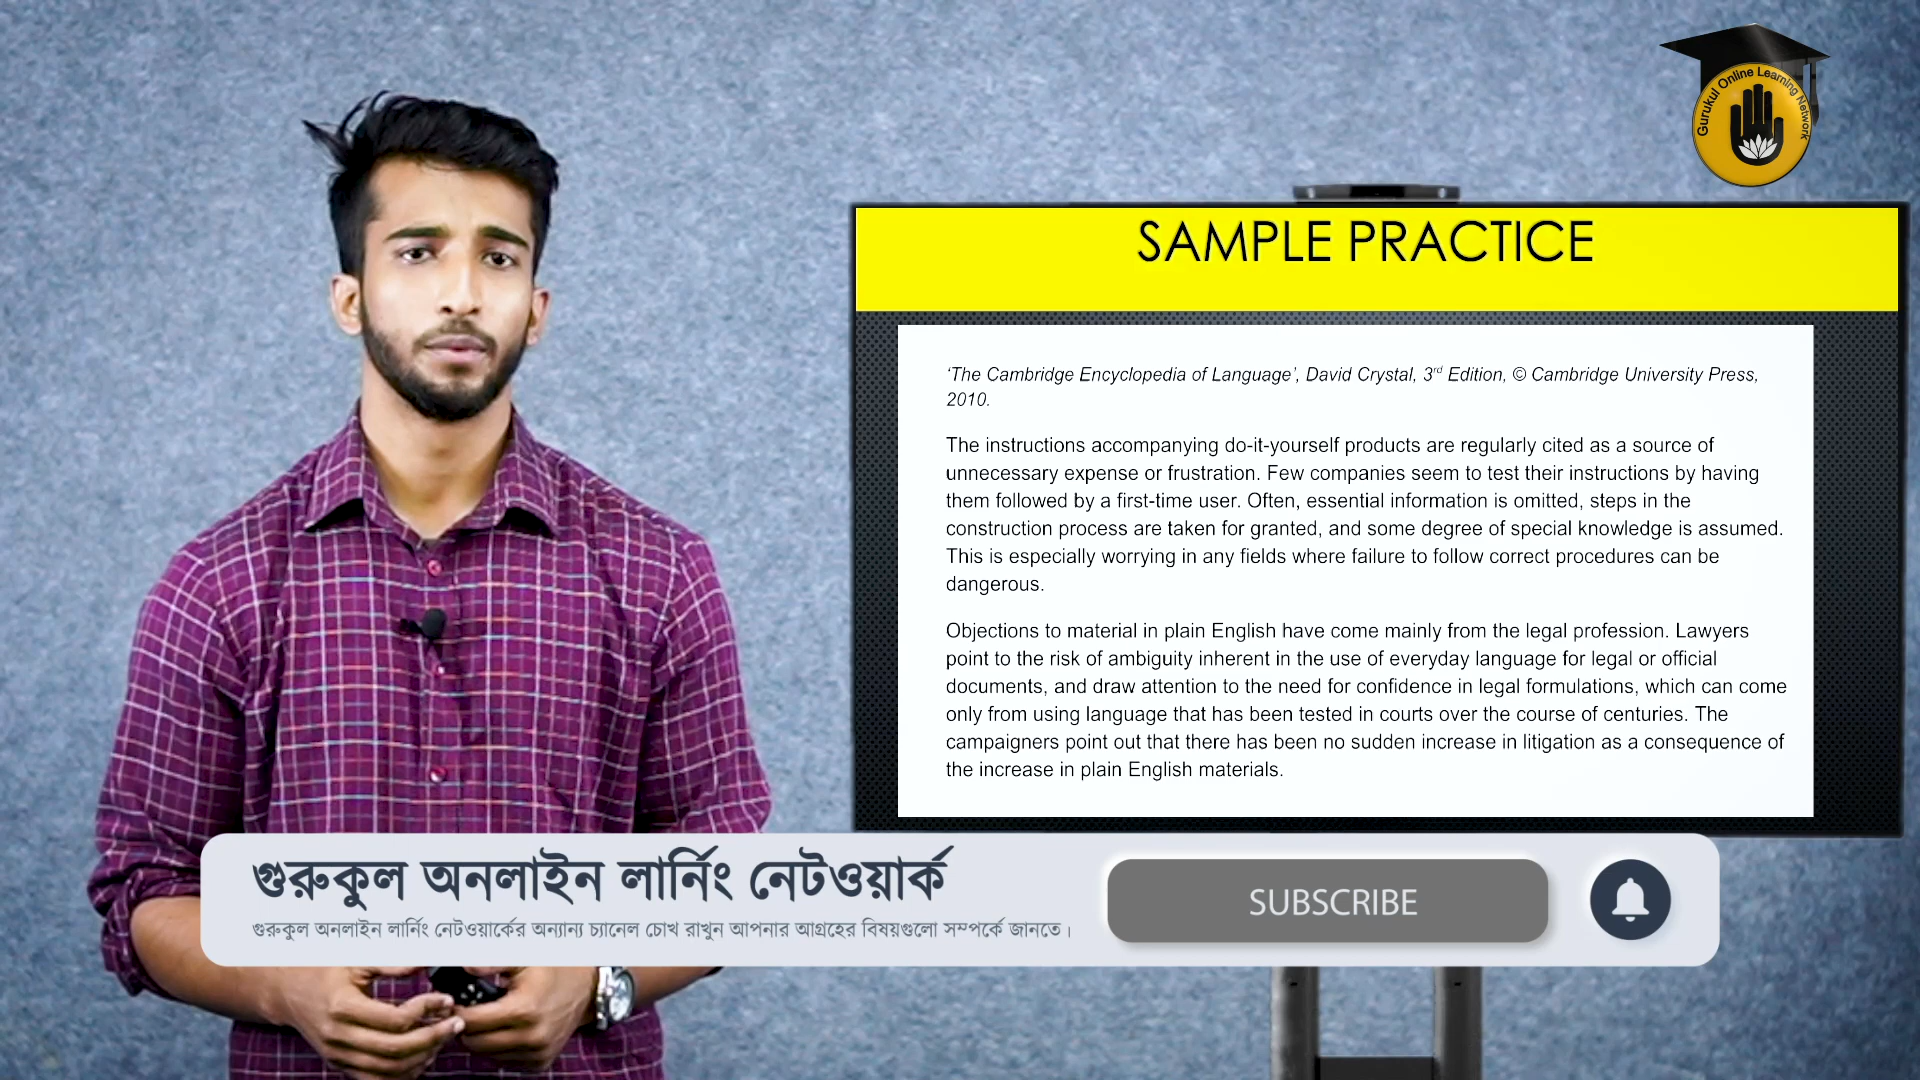 Gurukul Online Learning Network
SAMPLE PRACTICE
‘The Cambridge Encyclopedia of Language’, David Crystal, 3rd Edition, © Cambridge University Press,
2010.
The instructions accompanying do-it-yourself products are regularly cited as a source of
unnecessary expense or frustration. Few companies seem to test their instructions by having
them followed by a first-time user. Often, essential information is omitted, steps in the
construction process are taken for granted, and some degree of special knowledge is assumed.
This is especially worrying in any fields where failure to follow correct procedures can be
dangerous.
Objections to material in plain English have come mainly from the legal profession. Lawyers
point to the risk of ambiguity inherent in the use of everyday language for legal or official
documents, and draw attention to the need for confidence in legal formulations, which can come
only from using language that has been tested in courts over the course of centuries. The
campaigners point out that there has been no sudden increase in litigation as a consequence of
the increase in plain English materials.
গুরুকুল অনলাইন লার্নিং নেটওয়ার্ক
গুরুকুল অনলাইন লার্নিং নেটওয়ার্কের অন্যান্য চ্যানেল চোখ রাখুন আপনার আগ্রহের বিষয়গুলো সম্পর্কে জানতে।
SUBSCRIBE